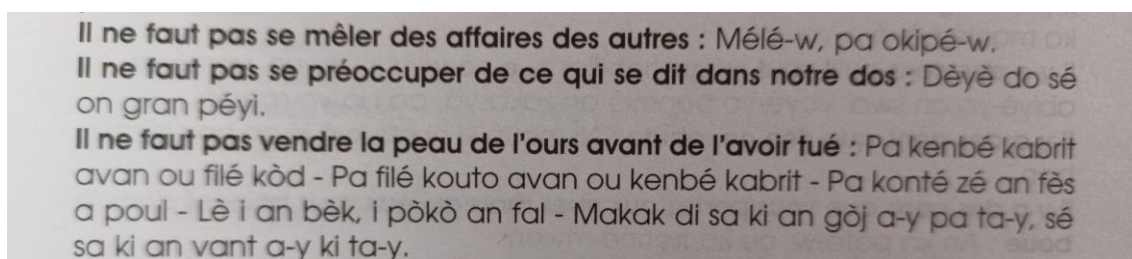 Il ne faut pas se mêler des affaires des autres : Mélé-w, pa okipé-w.
Il ne faut pas se préoccuper de ce qui se dit dans notre dos : Dèyè do sé
on gran péyi.
Il ne faut pas vendre la peau de l'ours avant de l'avoir tué : Pa kenbé kabrit
avan ou filé kòd - Pa filé kouto avan ou kenbé kabrit - Pa konté zé an fès
a poul - Lè i an bèk, i pòkò an fal - Makak di sa ki an gòj a-y pa ta-y, sé
sa ki an vant a-y ki ta-y.